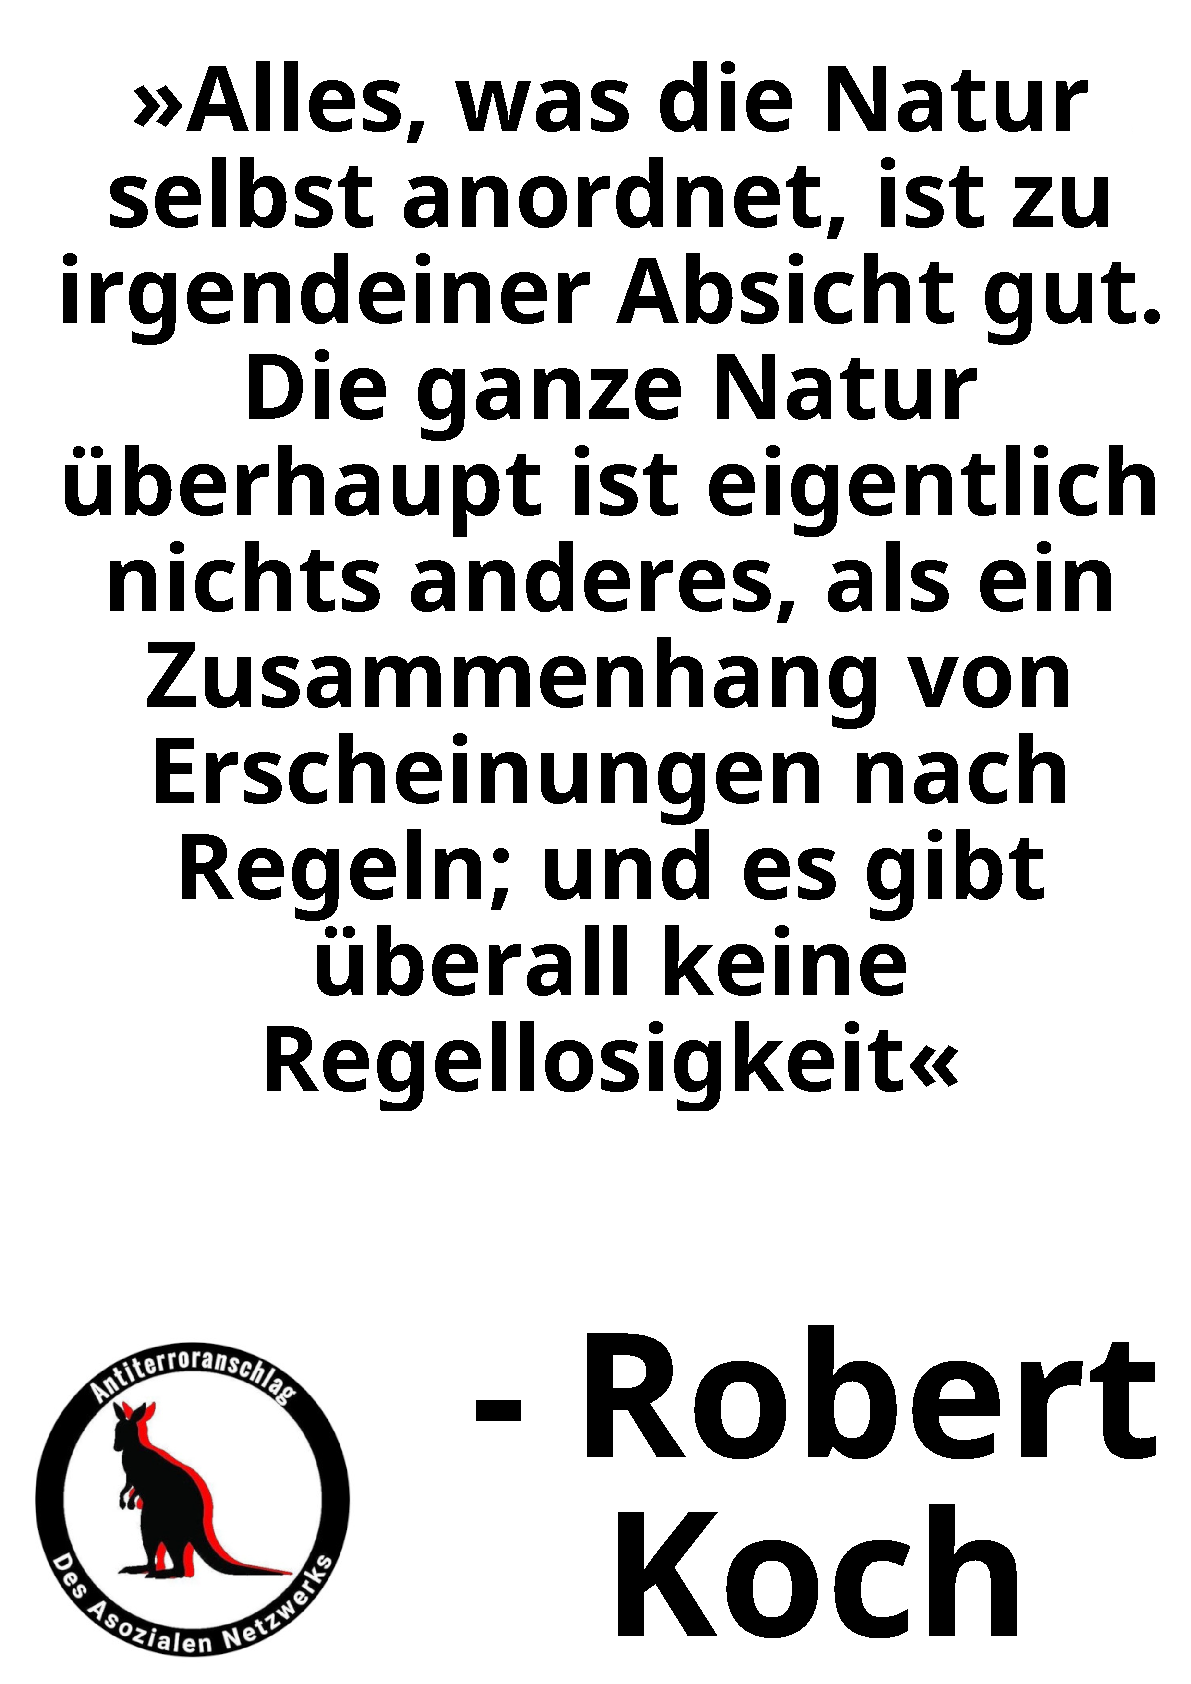 »Alles, was die Natur
selbst anordnet, ist zu
irgendeiner Absicht gut.
Die ganze Natur
überhaupt ist eigentlich
nichts anderes, als ein
Zusammenhang von
Erscheinungen nach
Regeln; und es gibt
überall keine
Regellosigkeit«
- Robert
Koch
Antiterroranschlag
Des Asozialen Netzwerks